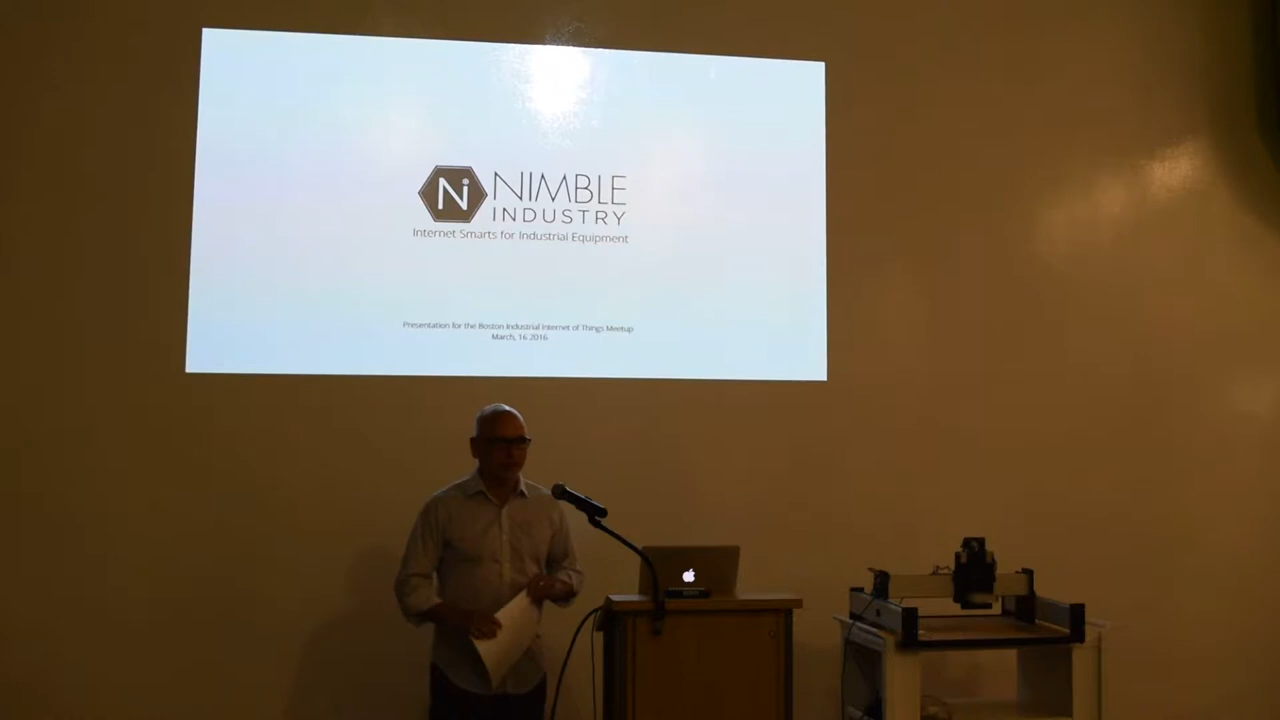 Ni NIMBLE
INDUSTRY
Internet Smarts for Industrial Equipment
Presentation for the Boston Industrial Internet of Things Meetup
March, 16 2016